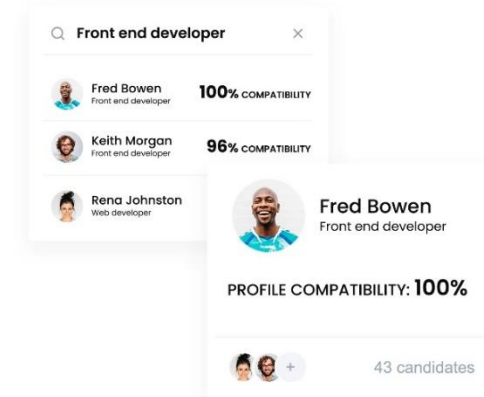 Front end developer
Fred Bowen
Front end developer
100% COMPATIBILITY
Keith Morgan
Front end developer
96% COMPATIBILITY
Rena Johnston
Web developer
Fred Bowen
Front end developer
PROFILE COMPATIBILITY: 100%
43 candidates